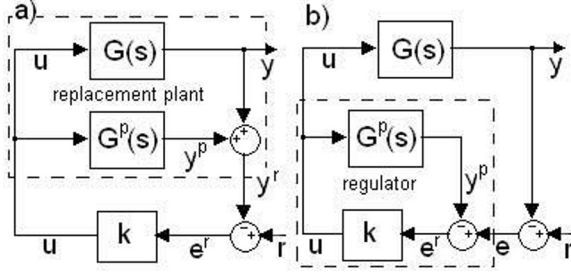 a)
u
G(s)
y
replacement plant
G^p(s)
+
+
y^p
y^r
k
u
e^r
-
-
r
b)
u
G(s)
y
G^p(s)
y^p
regulator
k
u
e^r
-
-
e
-
-
r